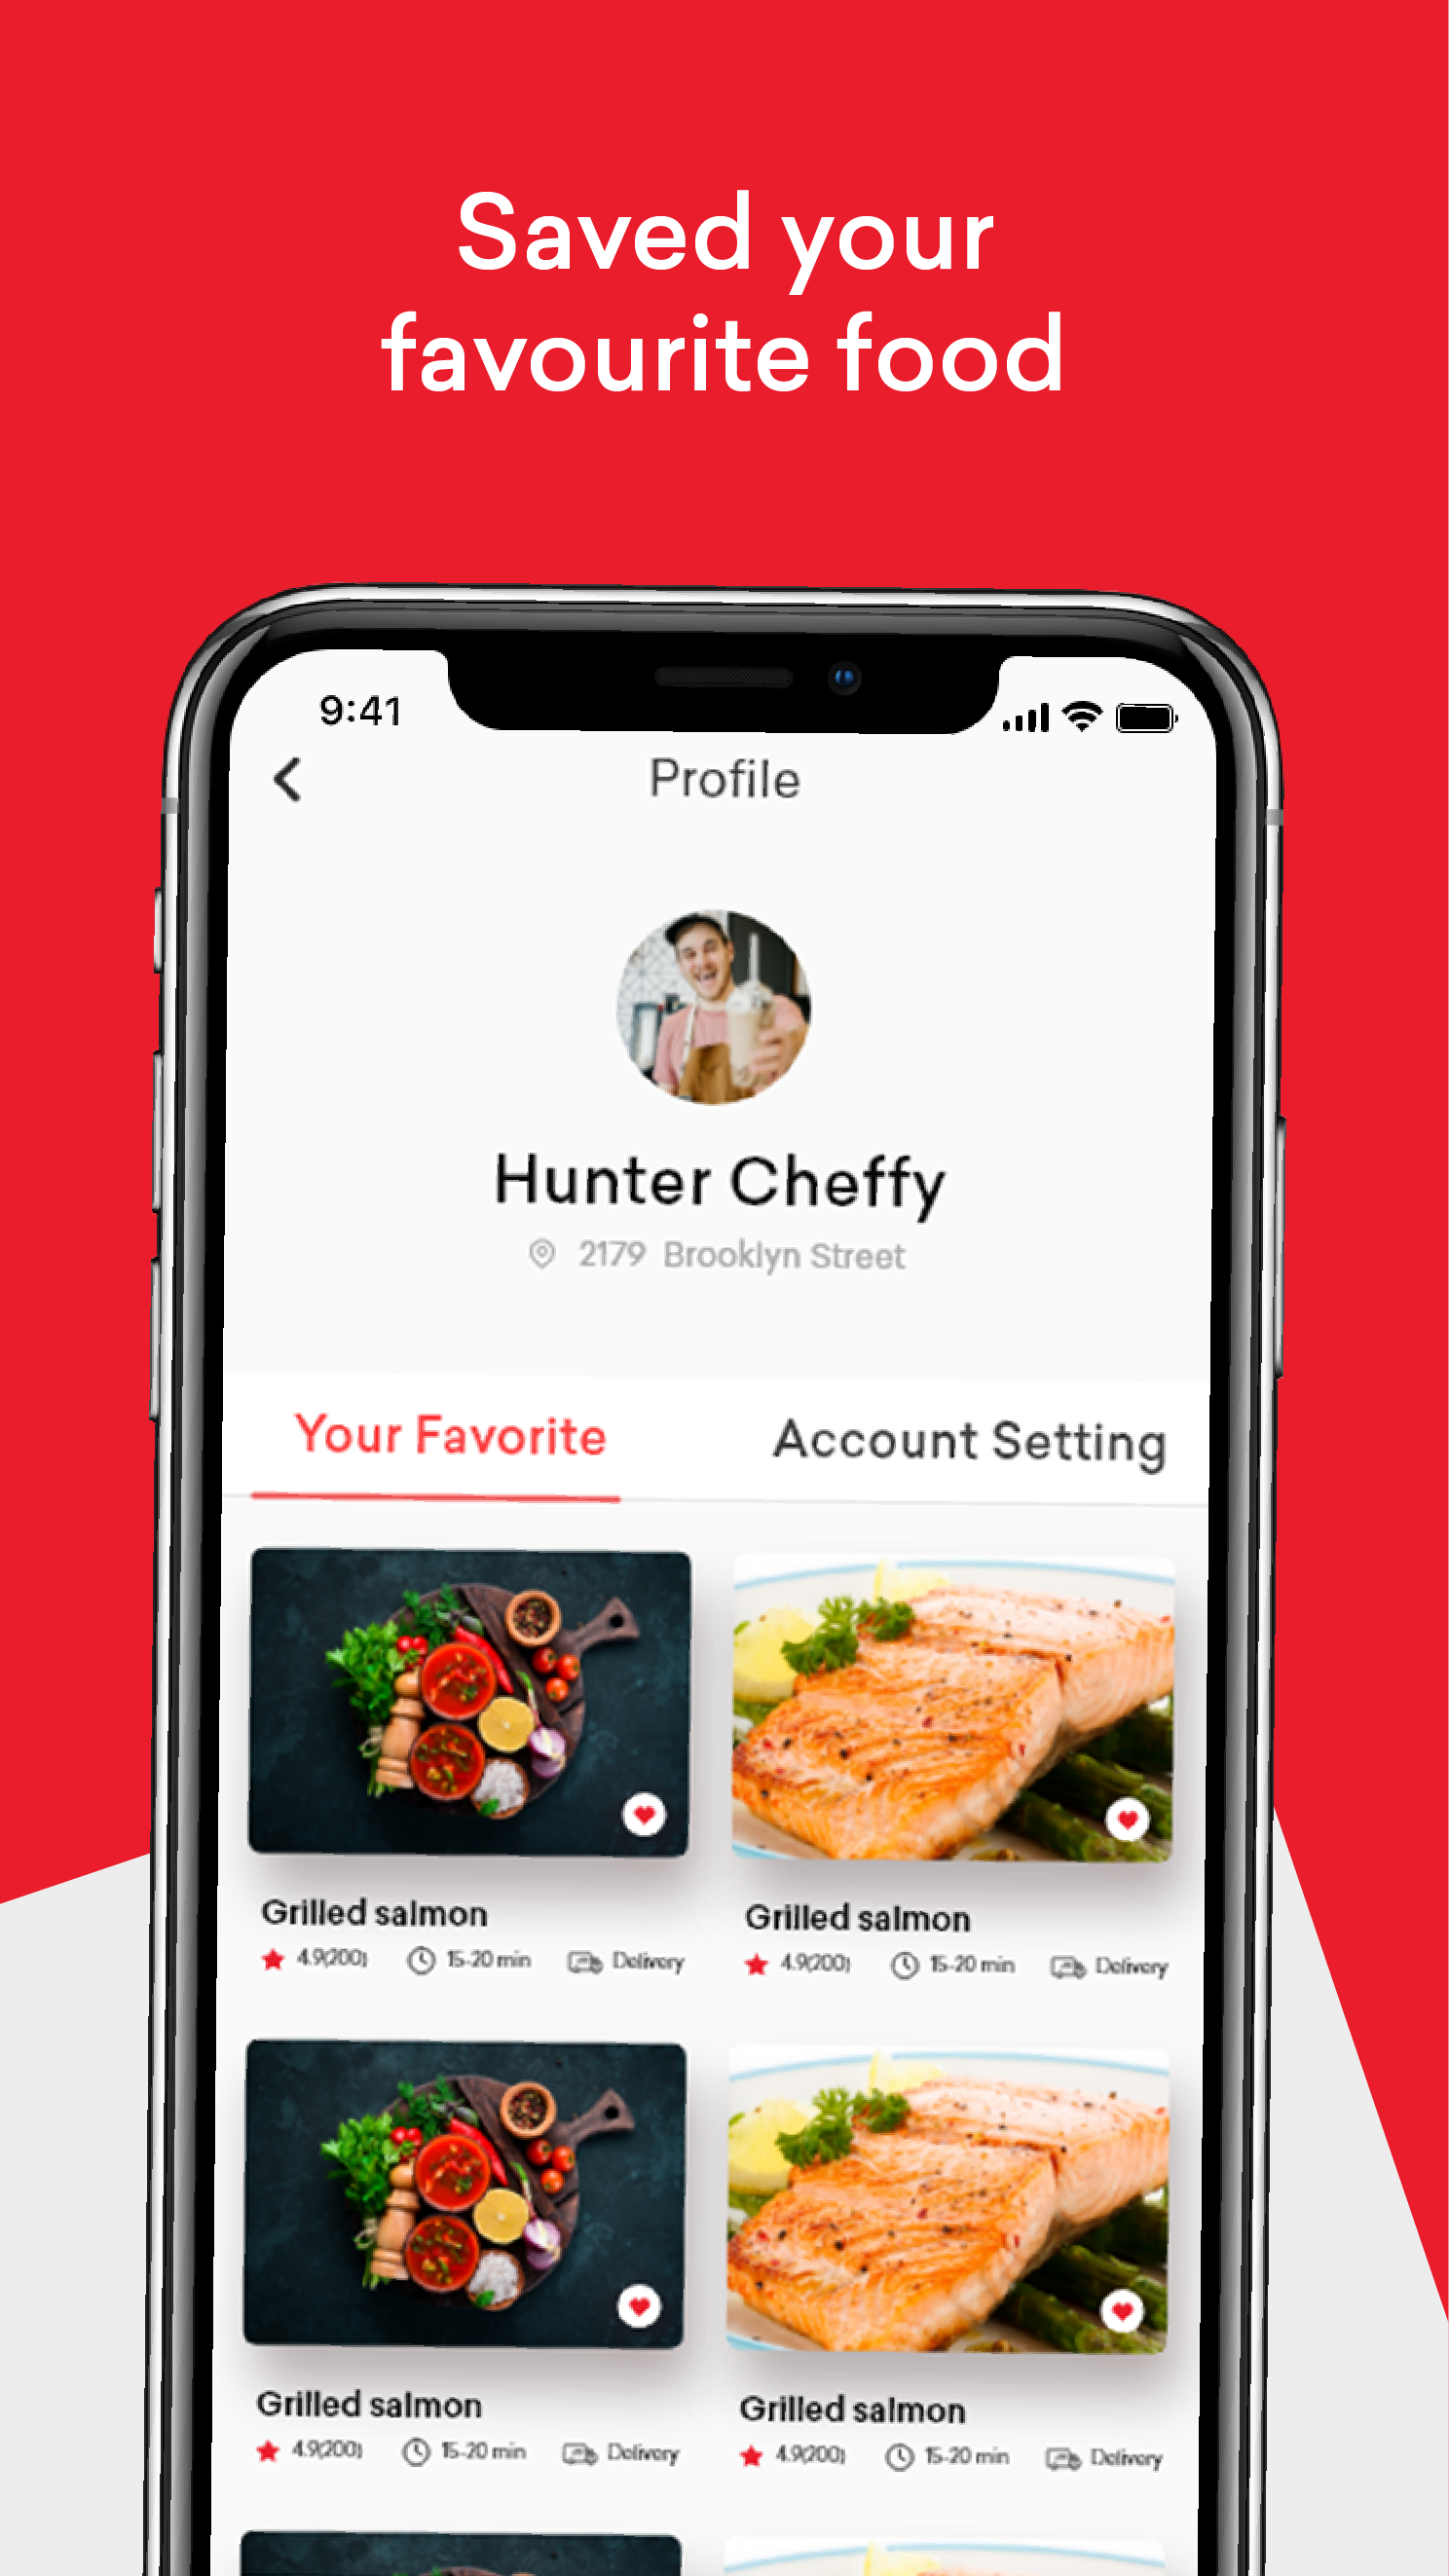 Saved your
favourite food
9:41
Profile
Hunter Cheffy
2179 Brooklyn Street
Your Favorite
Account Setting
Grilled salmon
4.9(200) 15-20 min Delivery
Grilled salmon
4.9(200) 15-20 min Delivery
Grilled salmon
4.9(200) 15-20 min Delivery
Grilled salmon
4.9(200) 15-20 min Delivery